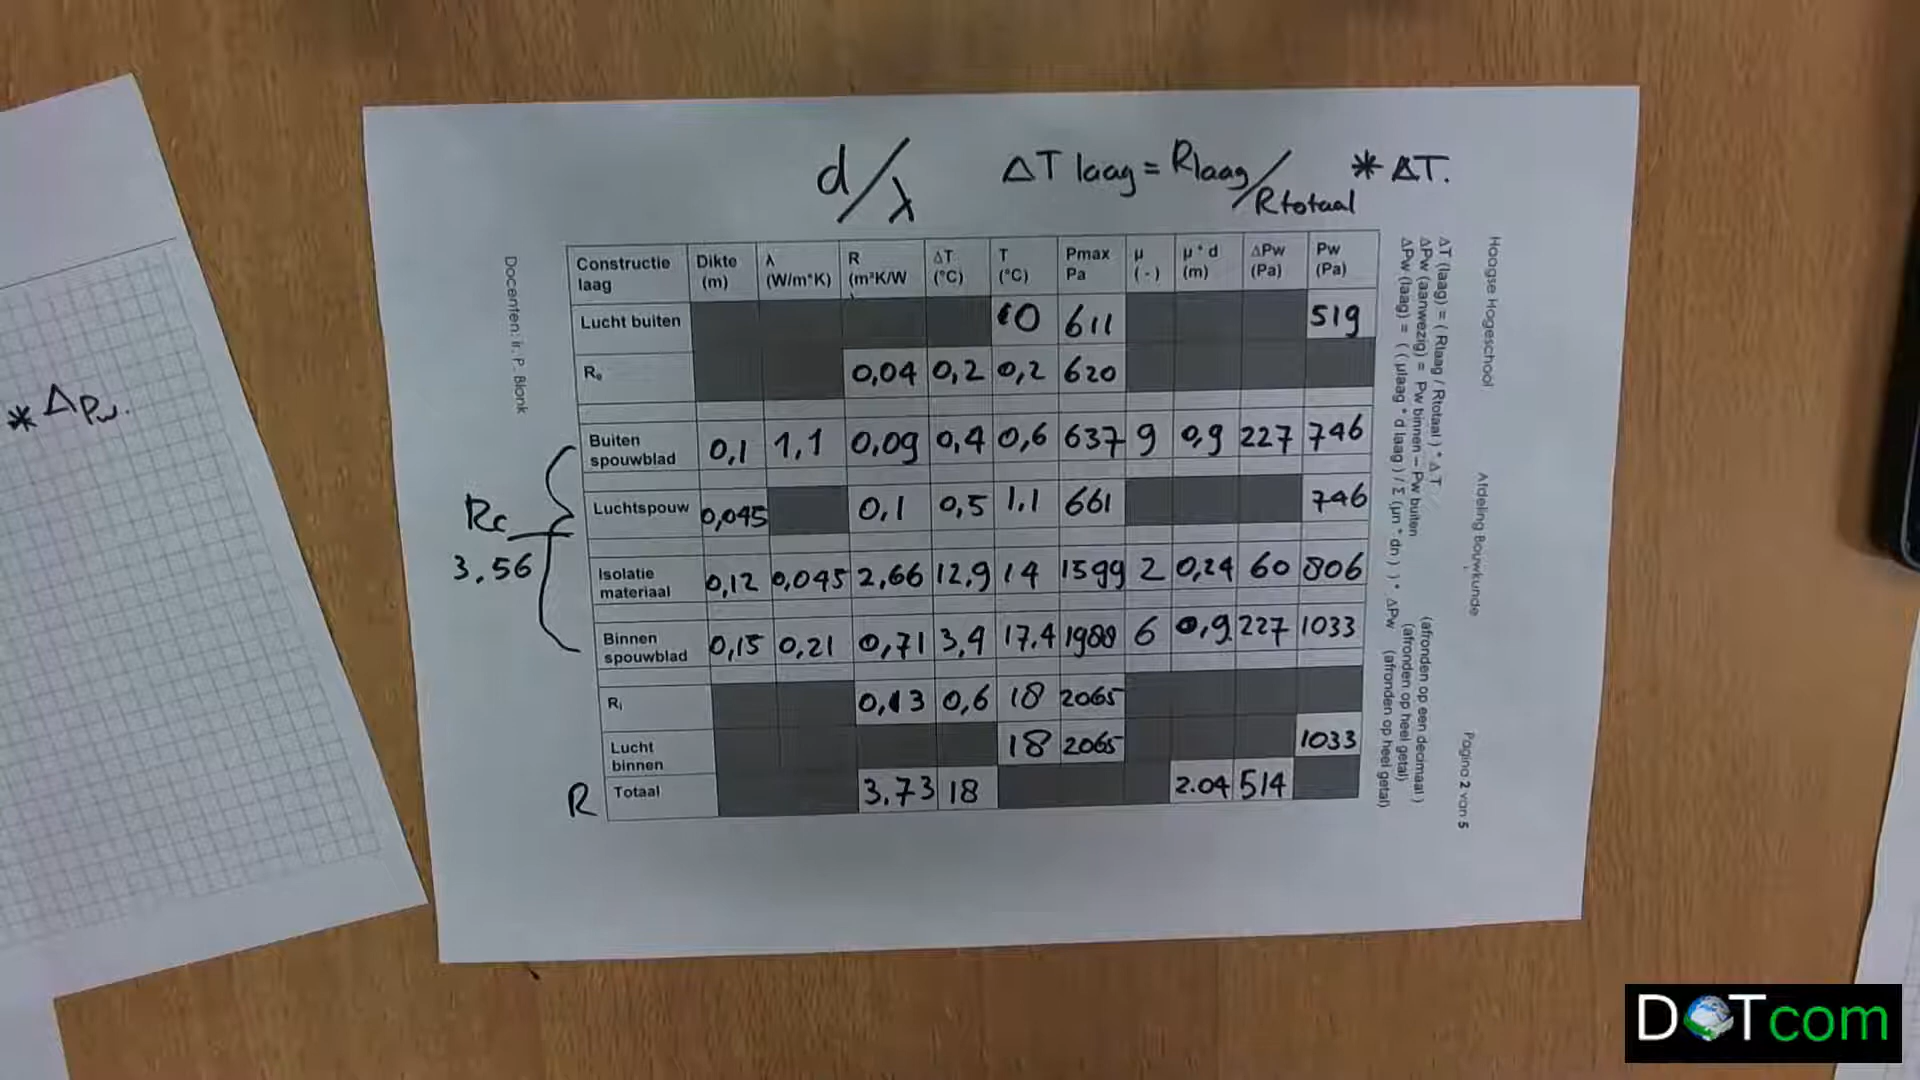 d/λ ΔT laag = Rlaag/Rtotaal * ΔT.
Constructie laag Dikte (m) λ (W/m*K) R (m²K/W) ΔT (°C) T (°C) Pmax Pa μ (-) μ*d (m) ΔPw (Pa) Pw (Pa)
Lucht buiten 0 611 519
Re 0,04 0,2 0,2 620
Buiten spouwblad 0,1 1,1 0,09 0,4 0,6 637 9 0,9 227 746
Luchtspouw 0,045 0,1 0,5 1.1 661 746
Isolatie materiaal 0,12 0,045 2,66 12,9 14 1599 2 0,24 60 806
Binnen spouwblad 0,15 0,21 0,71 3,4 17.4 1988 6 0,9 227 1033
Ri 0,13 0,6 18 2065
Lucht binnen 18 2065 1033
R Totaal 3.73 18 2.04 514
Rc
3.56
* ΔPw.
Docenten: ir. P. Blonk
ΔT (laag) = ( Rlaag / Rtotaal ) * ΔT (afronden op een decimaal )
ΔPw (aanwezig) = Pw binnen – Pw buiten (afronden op heel getal)
ΔPw (laag) = ( ( μlaag * d laag ) / Σ (μn * dn ) ) * ΔPw (afronden op heel getal)
Haagse Hogeschool Afdeling Bouwkunde Pagina 2 van 5
DOTcom